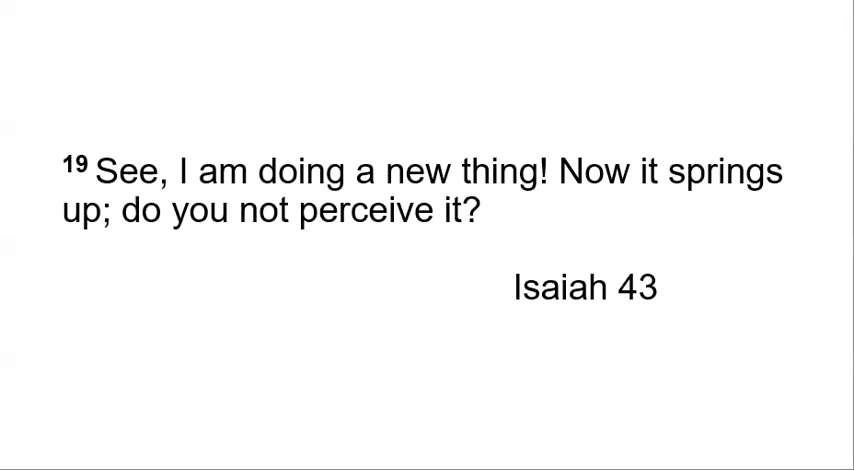 19 See, I am doing a new thing! Now it springs
up; do you not perceive it?
Isaiah 43